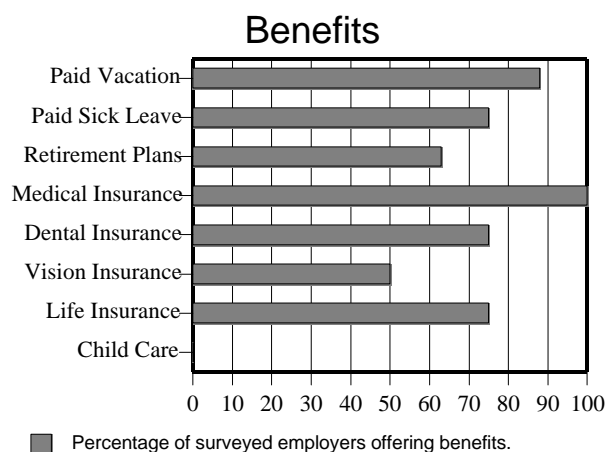 Benefits
Paid Vacation
Paid Sick Leave
Retirement Plans
Medical Insurance
Dental Insurance
Vision Insurance
Life Insurance
Child Care
0 10 20 30 40 50 60 70 80 90 100
Percentage of surveyed employers offering benefits.